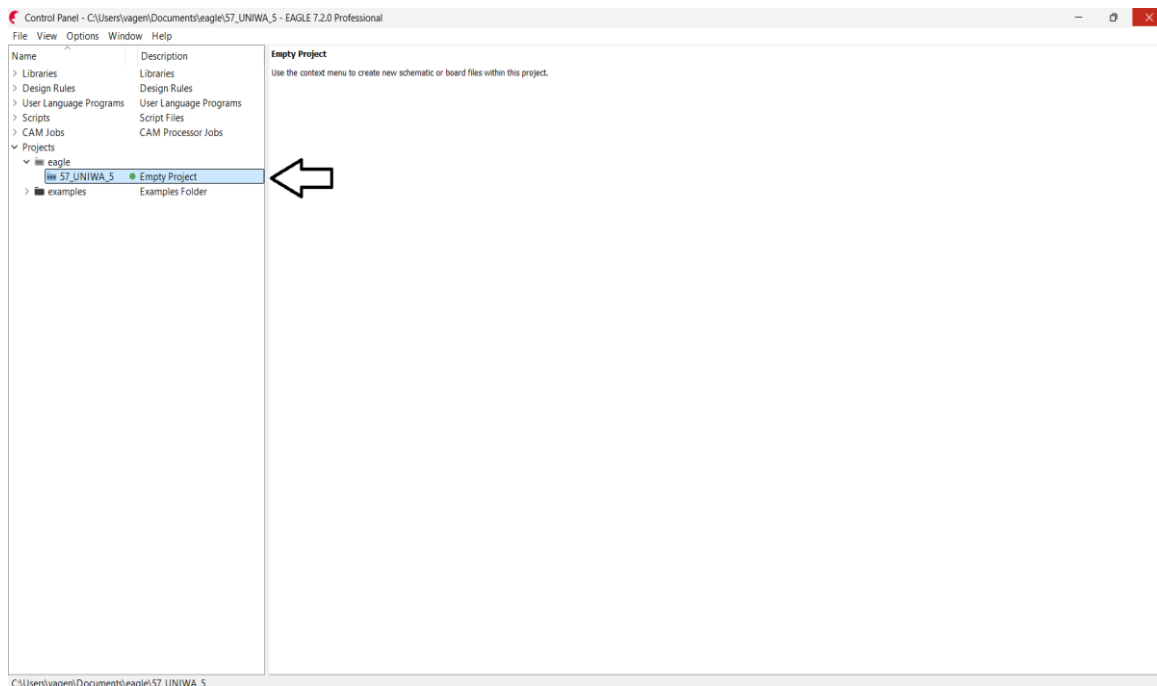 Control Panel - C:\Users\vagen\Documents\eagle\57_UNIWA_5 - EAGLE 7.2.0 Professional
File View Options Window Help
Name Description
Libraries Libraries
Design Rules Design Rules
User Language Programs User Language Programs
Scripts Script Files
CAM Jobs CAM Processor Jobs
Projects
eagle
57_UNIWA_5 Empty Project
examples Examples Folder
Empty Project
Use the context menu to create new schematic or board files within this project.
C:\Users\vagen\Documents\eagle\57_UNIWA_5